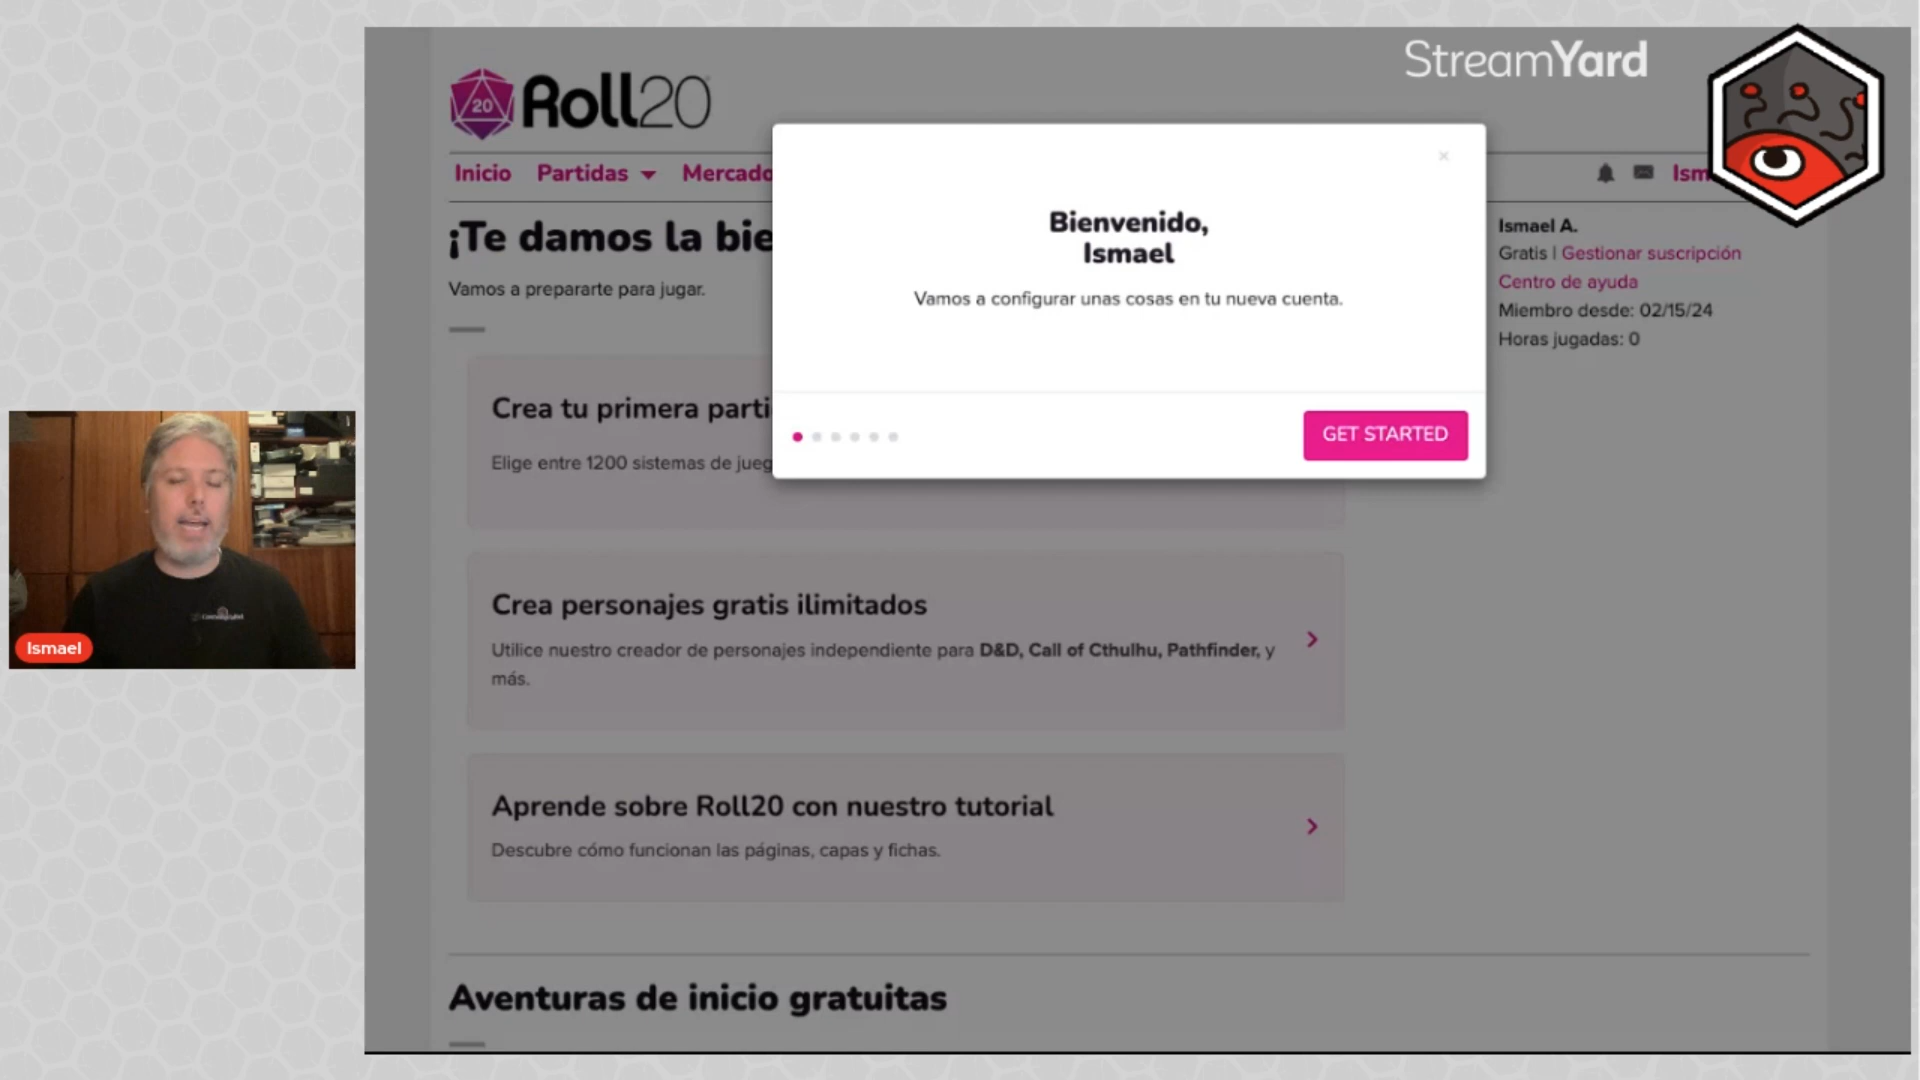 StreamYard
20 Roll20
Inicio Partidas Mercado
Ism
¡Te damos la bie
Vamos a prepararte para jugar.
×
Bienvenido,
Ismael
Vamos a configurar unas cosas en tu nueva cuenta.
GET STARTED
Ismael A.
Gratis | Gestionar suscripción
Centro de ayuda
Miembro desde: 02/15/24
Horas jugadas: 0
Crea tu primera parti
Elige entre 1200 sistemas de jueg
Crea personajes gratis ilimitados
Utilice nuestro creador de personajes independiente para D&D, Call of Cthulhu, Pathfinder, y
más.
Aprende sobre Roll20 con nuestro tutorial
Descubre cómo funcionan las páginas, capas y fichas.
Aventuras de inicio gratuitas
Ismael